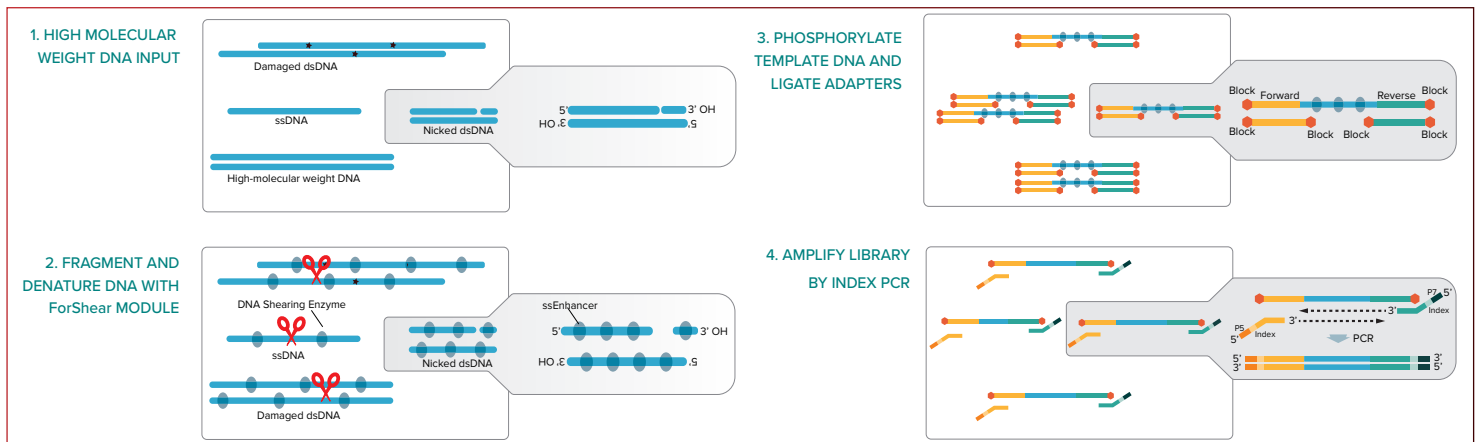 1. HIGH MOLECULAR
WEIGHT DNA INPUT
Damaged dsDNA
ssDNA
High-molecular weight DNA
Nicked dsDNA
5'
3' OH
HO '3
5'
2. FRAGMENT AND
DENATURE DNA WITH
ForShear MODULE
DNA Shearing Enzyme
ssDNA
Damaged dsDNA
Nicked dsDNA
ssEnhancer
5'
3' OH
HO '3
5'
3. PHOSPHORYLATE
TEMPLATE DNA AND
LIGATE ADAPTERS
Block Forward Reverse Block
Block Block Block Block
4. AMPLIFY LIBRARY
BY INDEX PCR
P7 5'
Index
3'
3'
P5
Index
5'
PCR
5' 3'
3' 5'